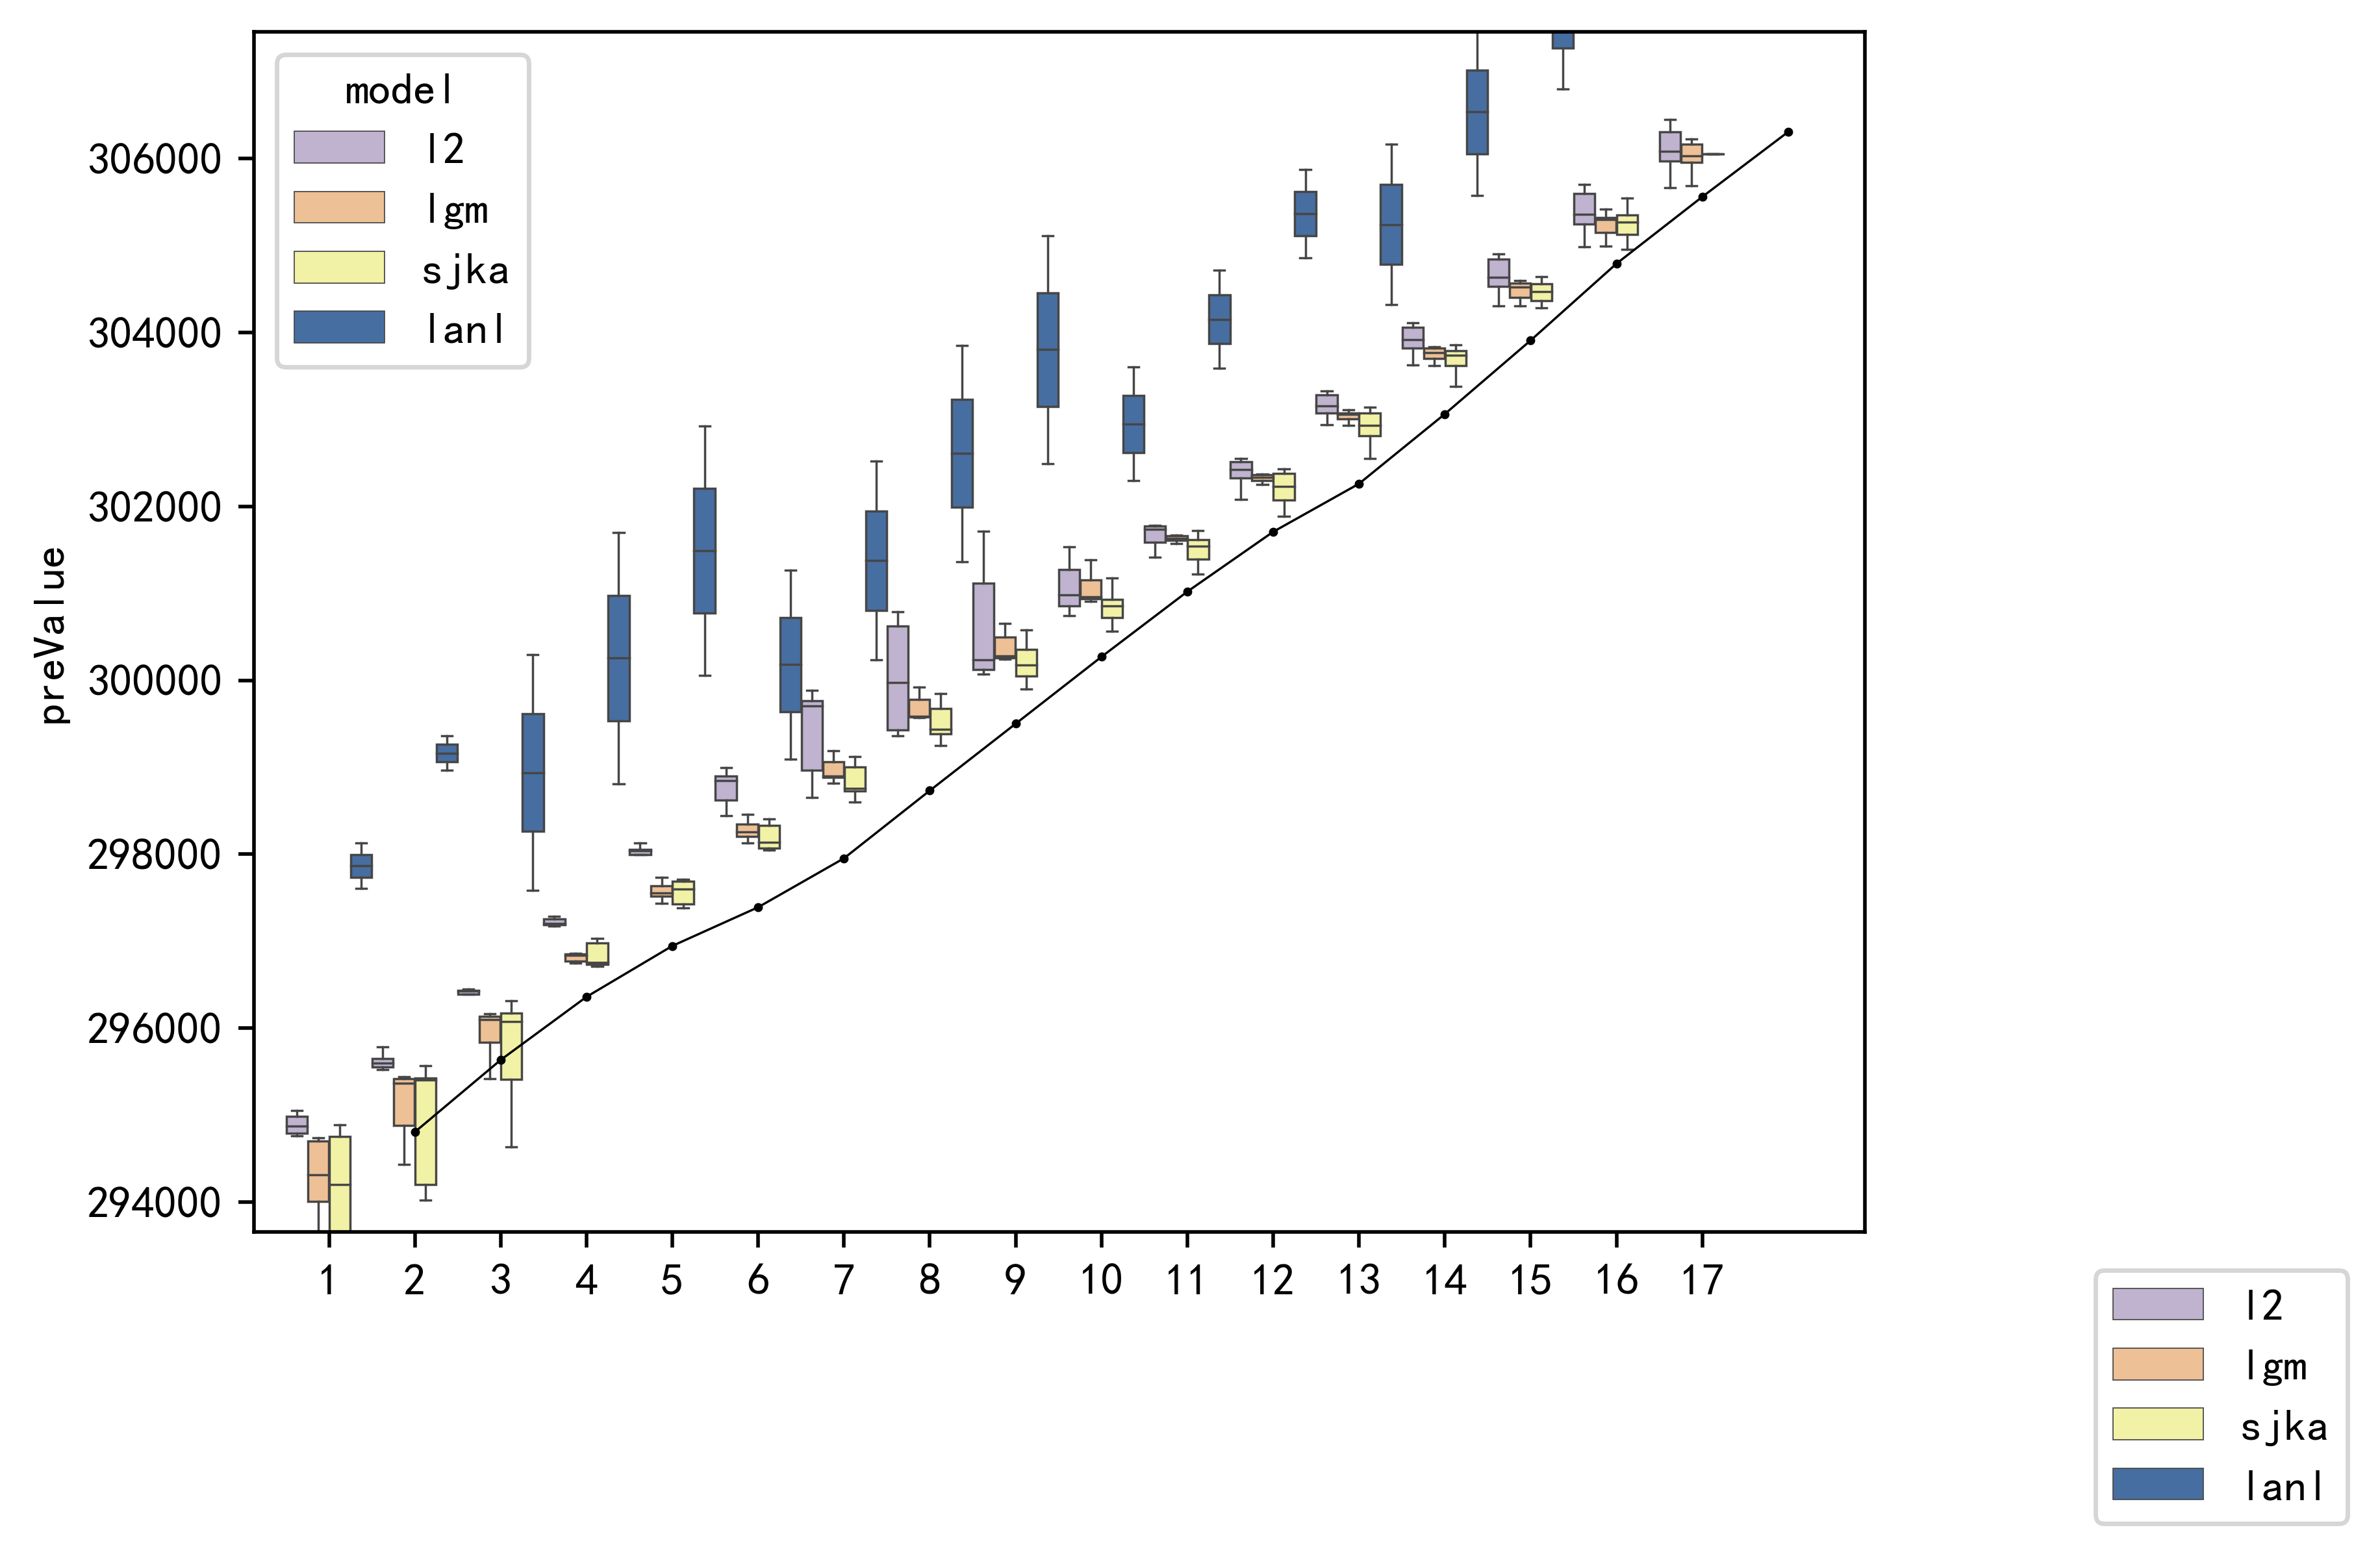 model
l2
lgm
sjka
lanl
306000
304000
302000
300000
298000
296000
294000
preValue
1 2 3 4 5 6 7 8 9 10 11 12 13 14 15 16 17
l2
lgm
sjka
lanl